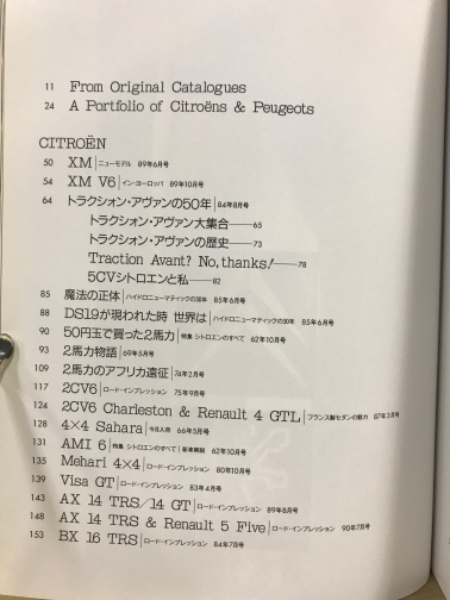 11 From Original Catalogues
24 A Portfolio of Citroëns & Peugeots
CITROËN
50 XM|ニューモデル 89年6月号
54 XM V6|イン・ヨーロッパ 89年10月号
64 トラクシォン・アヴァンの50年|84年8月号
トラクシォン・アヴァン大集合——65
トラクシォン・アヴァンの歴史——73
Traction Avant? No, thanks!——78
5CVシトロエンと私——82
85 魔法の正体|ハイドロニューマティックの30年 85年6月号
88 DS19が現われた時 世界は|ハイドロニューマティックの30年 85年6月号
90 50円玉で買った2馬力|特集 シトロエンのすべて 62年10月号
93 2馬力物語|69年5月号
109 2馬力のアフリカ遠征|74年2月号
117 2CV6|ロード・インプレッション 75年9月号
124 2CV6 Charleston & Renault 4 GTL|フランス製セダンの魅力 87年3月号
128 4×4 Sahara| 66年5月号
131 AMI 6|特集 シトロエンのすべて|新車解説 62年10月号
135 Mehari 4×4|ロード・インプレッション 80年10月号
139 Visa GT|ロード・インプレッション 83年4月号
143 AX 14 TRS/14 GT|ロード・インプレッション 89年8月号
148 AX 14 TRS & Renault 5 Five|ロード・インプレッション 90年7月号
153 BX 16 TRS|ロード・インプレッション 84年7月号